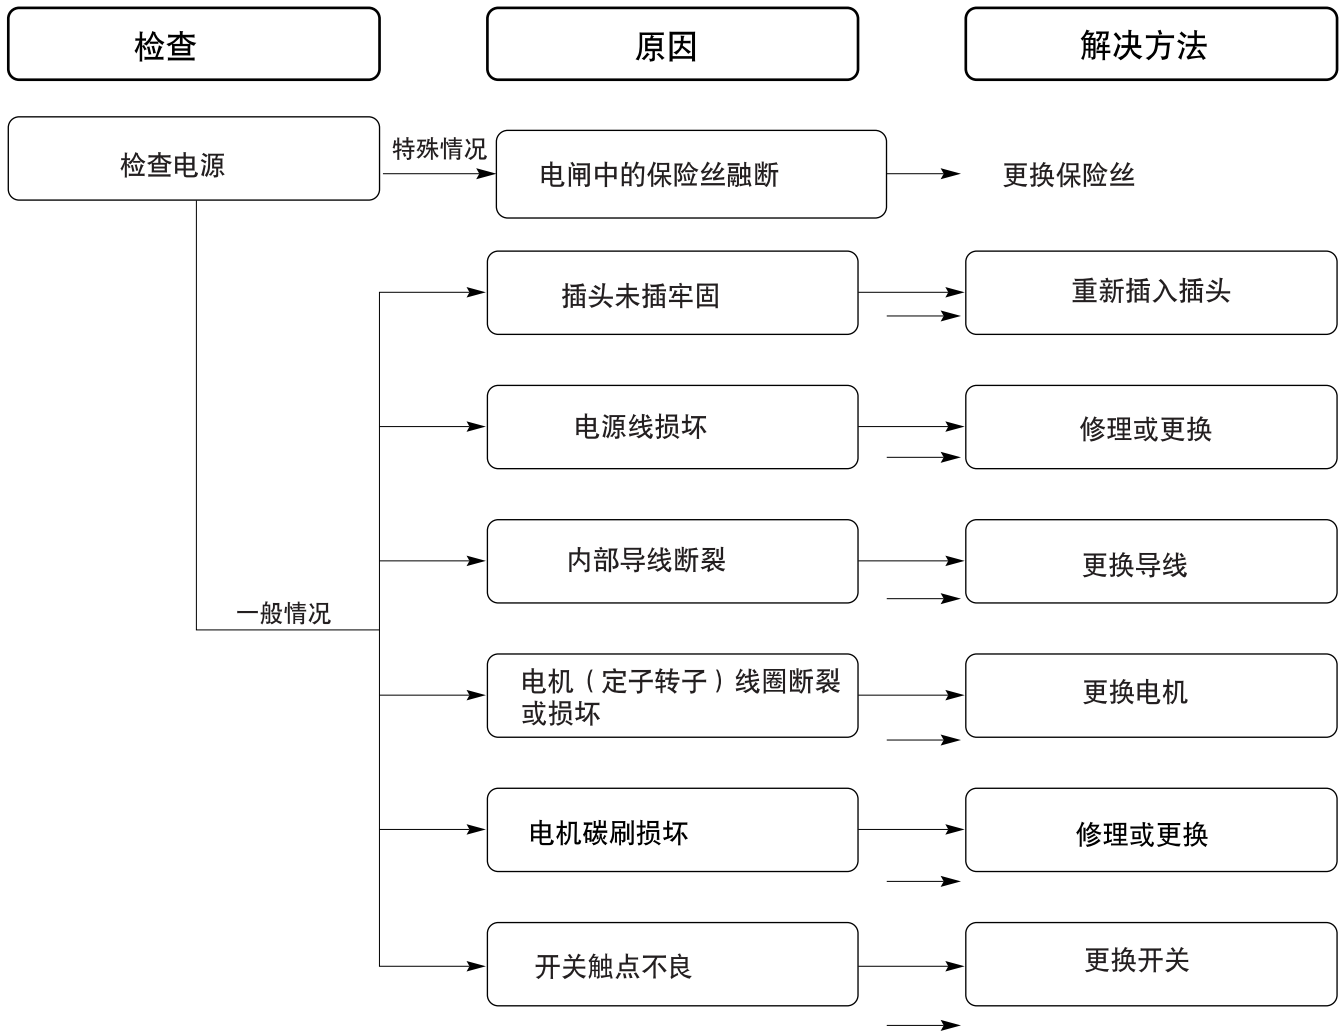 检查
原因
解决方法
检查电源
特殊情况
电闸中的保险丝融断
更换保险丝
插头未插牢固
重新插入插头
电源线损坏
修理或更换
内部导线断裂
更换导线
一般情况
电机（定子转子）线圈断裂
或损坏
更换电机
电机碳刷损坏
修理或更换
开关触点不良
更换开关